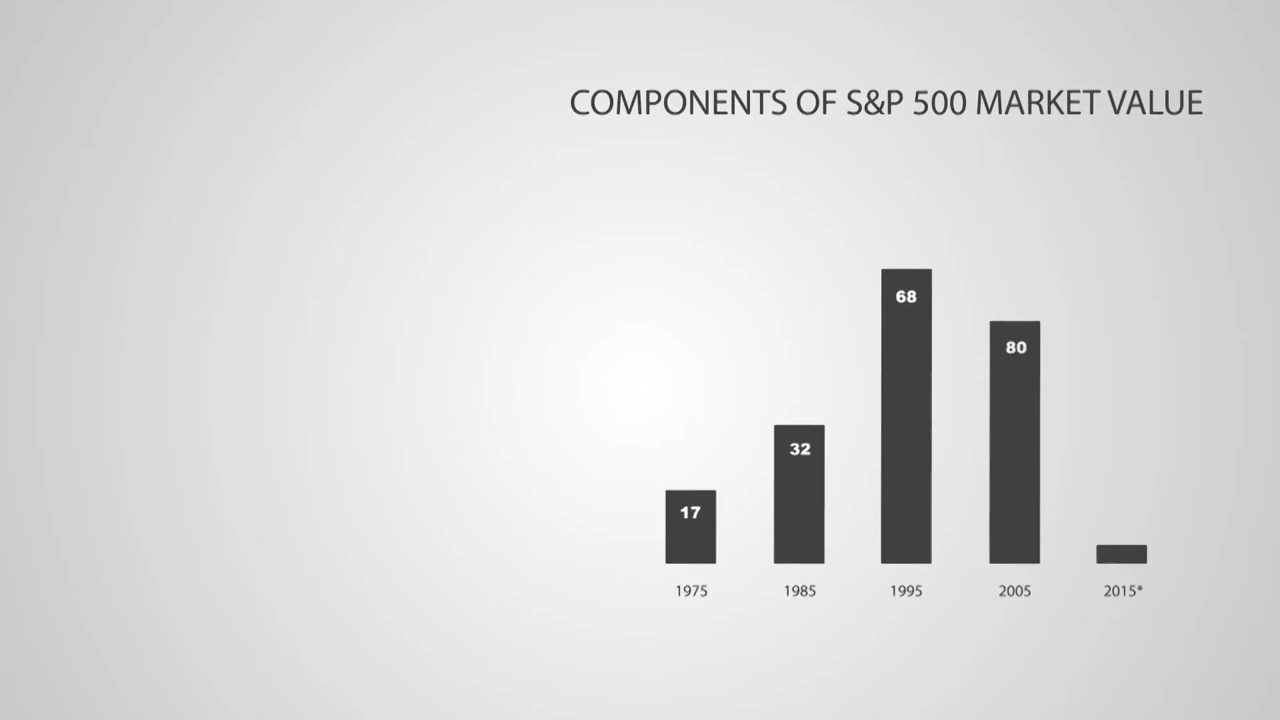 COMPONENTS OF S&P 500 MARKET VALUE
68
80
32
17
1975 1985 1995 2005 2015*